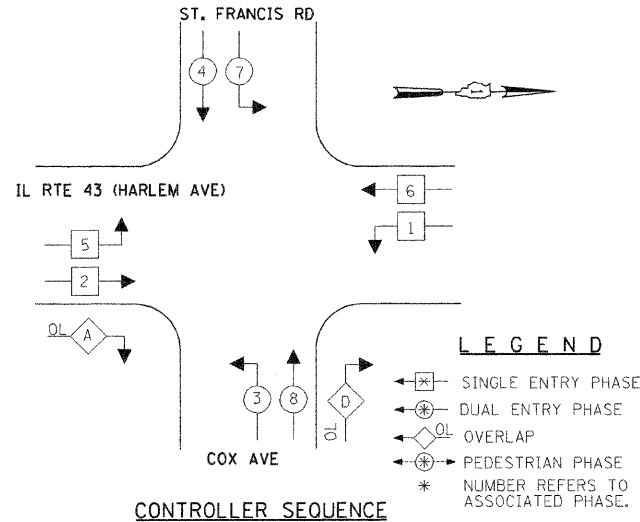 ST. FRANCIS RD
4 7
IL RTE 43 (HARLEM AVE)
6
1
5
2
OL A
3 8 D
OL
COX AVE
CONTROLLER SEQUENCE
LEGEND
* SINGLE ENTRY PHASE
* DUAL ENTRY PHASE
OL OVERLAP
* PEDESTRIAN PHASE
* NUMBER REFERS TO
ASSOCIATED PHASE.